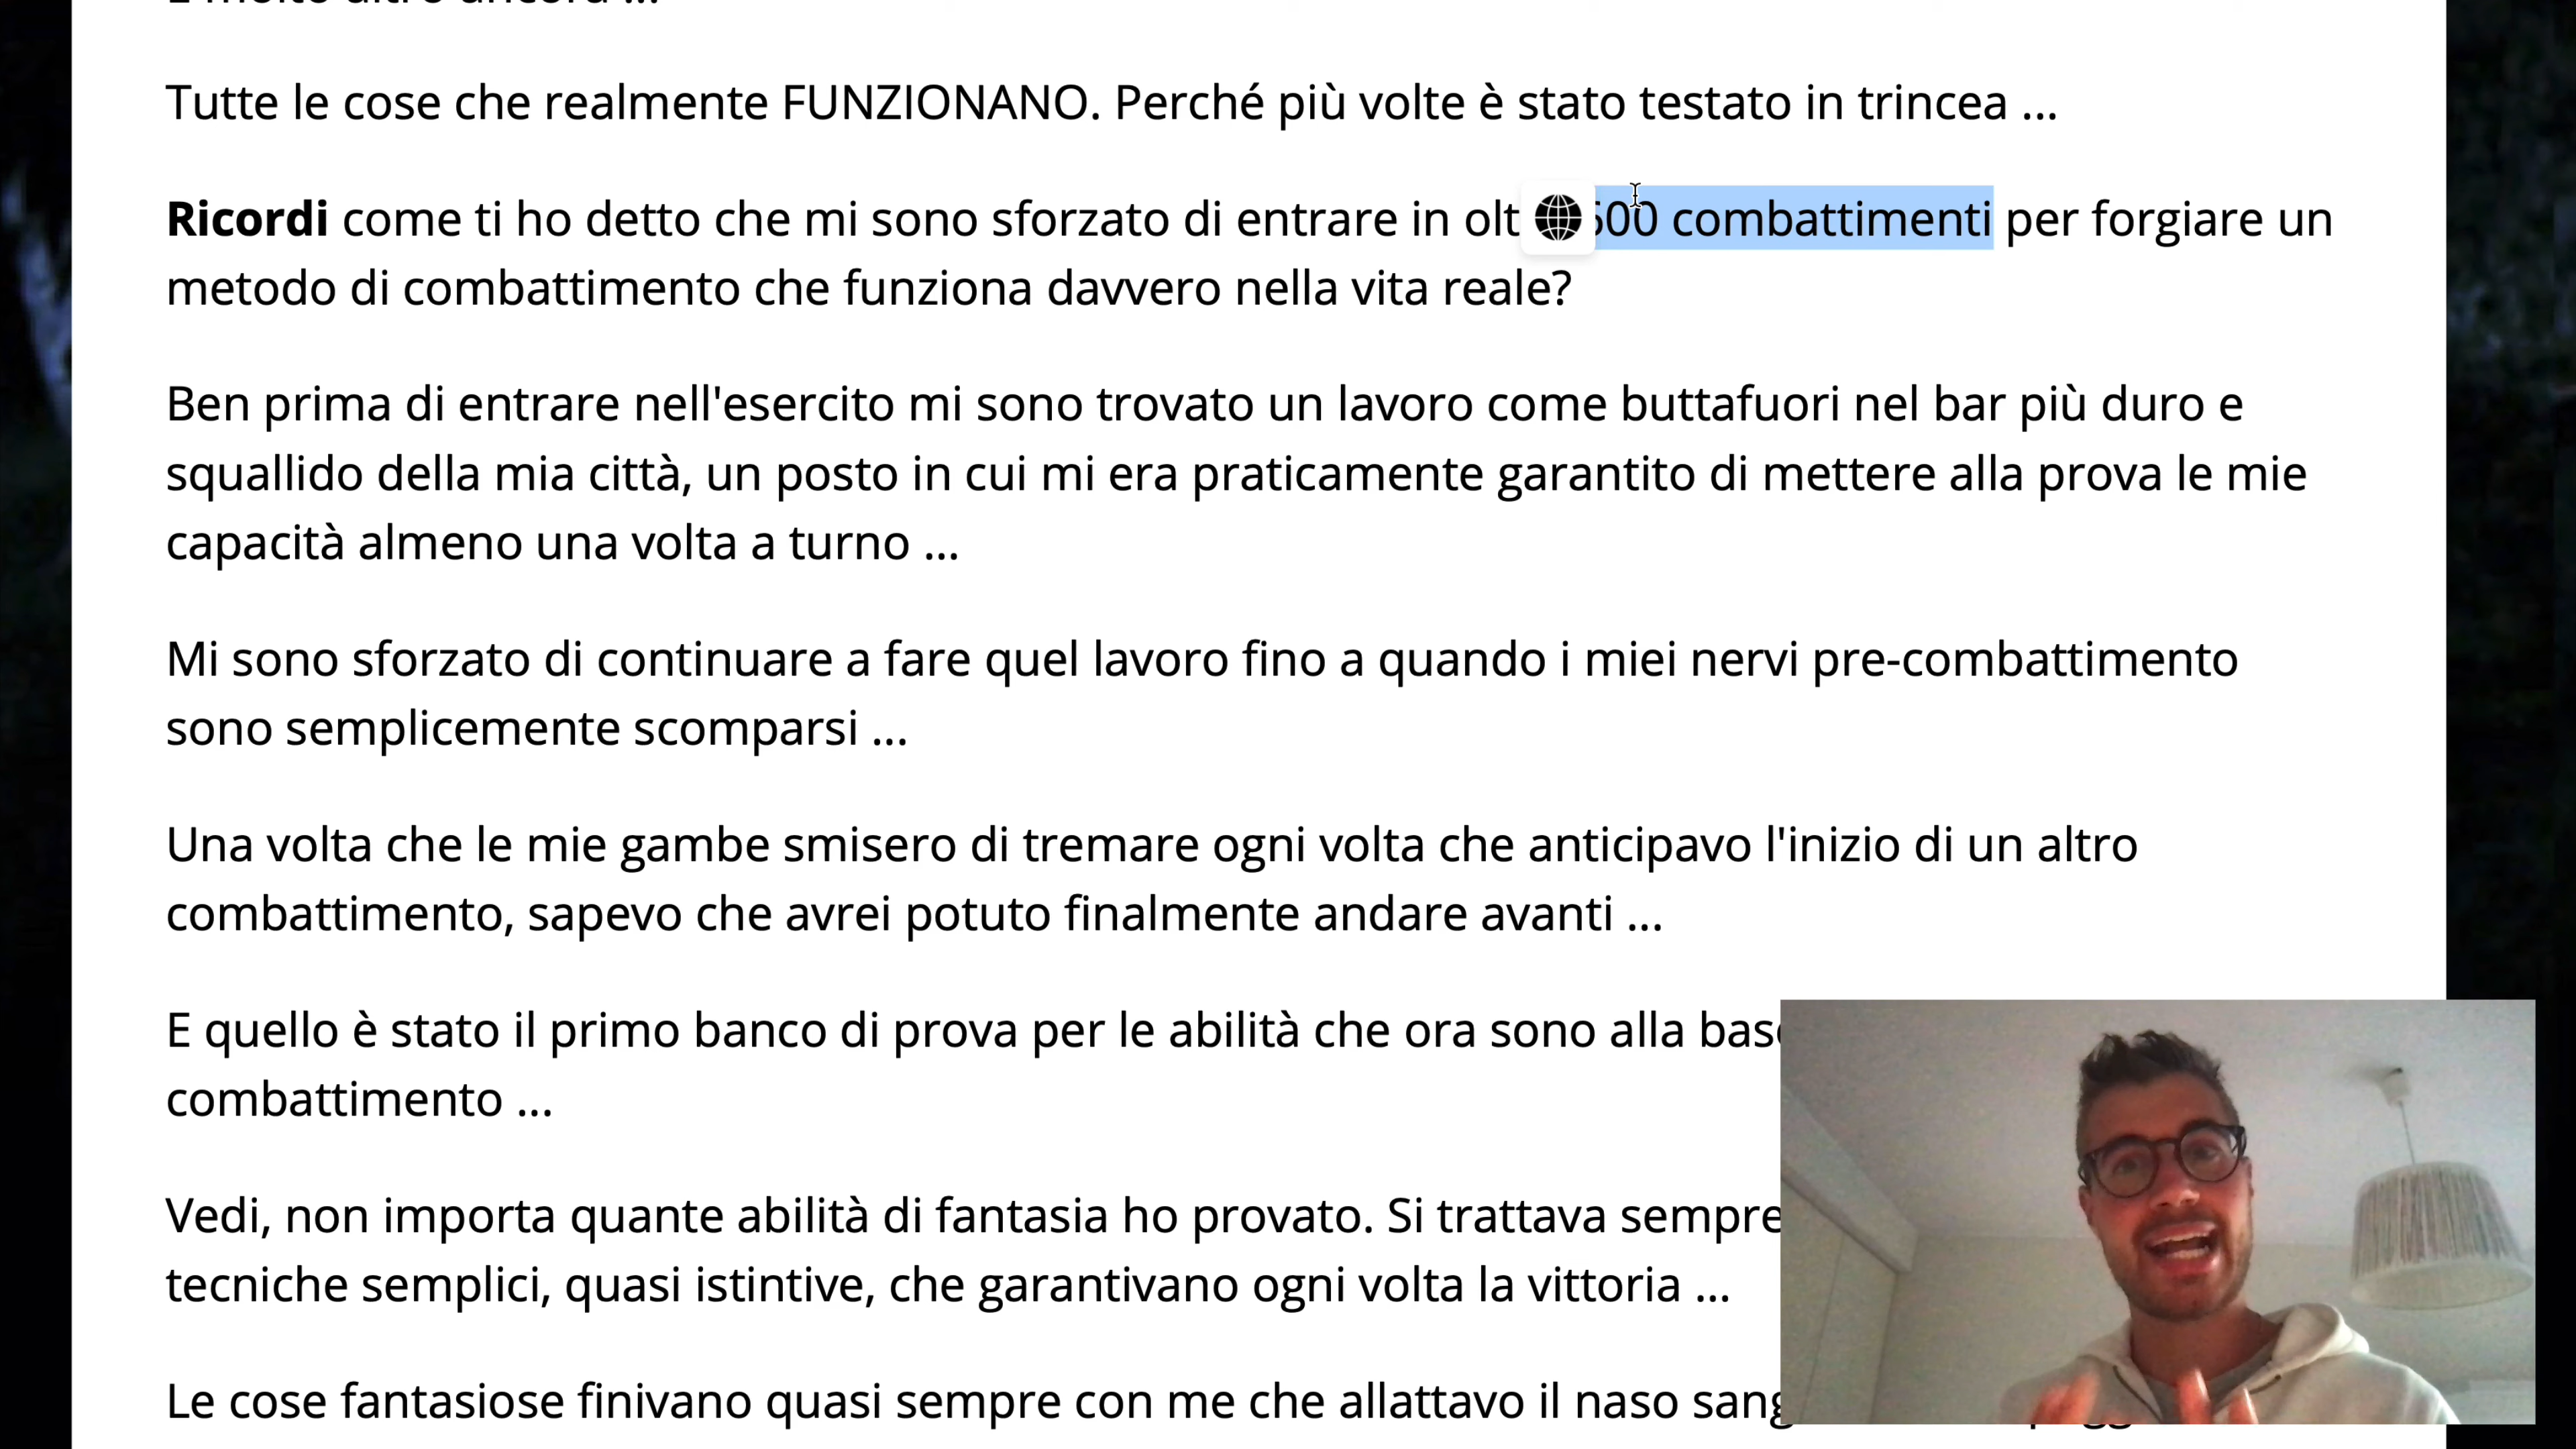 Tutte le cose che realmente FUNZIONANO. Perché più volte è stato testato in trincea ...
Ricordi come ti ho detto che mi sono sforzato di entrare in olt 600 combattimenti per forgiare un
metodo di combattimento che funziona davvero nella vita reale?
Ben prima di entrare nell'esercito mi sono trovato un lavoro come buttafuori nel bar più duro e
squallido della mia città, un posto in cui mi era praticamente garantito di mettere alla prova le mie
capacità almeno una volta a turno ...
Mi sono sforzato di continuare a fare quel lavoro fino a quando i miei nervi pre-combattimento
sono semplicemente scomparsi ...
Una volta che le mie gambe smisero di tremare ogni volta che anticipavo l'inizio di un altro
combattimento, sapevo che avrei potuto finalmente andare avanti ...
E quello è stato il primo banco di prova per le abilità che ora sono alla base
combattimento ...
Vedi, non importa quante abilità di fantasia ho provato. Si trattava sempre
tecniche semplici, quasi istintive, che garantivano ogni volta la vittoria ...
Le cose fantasiose finivano quasi sempre con me che allattavo il naso sang